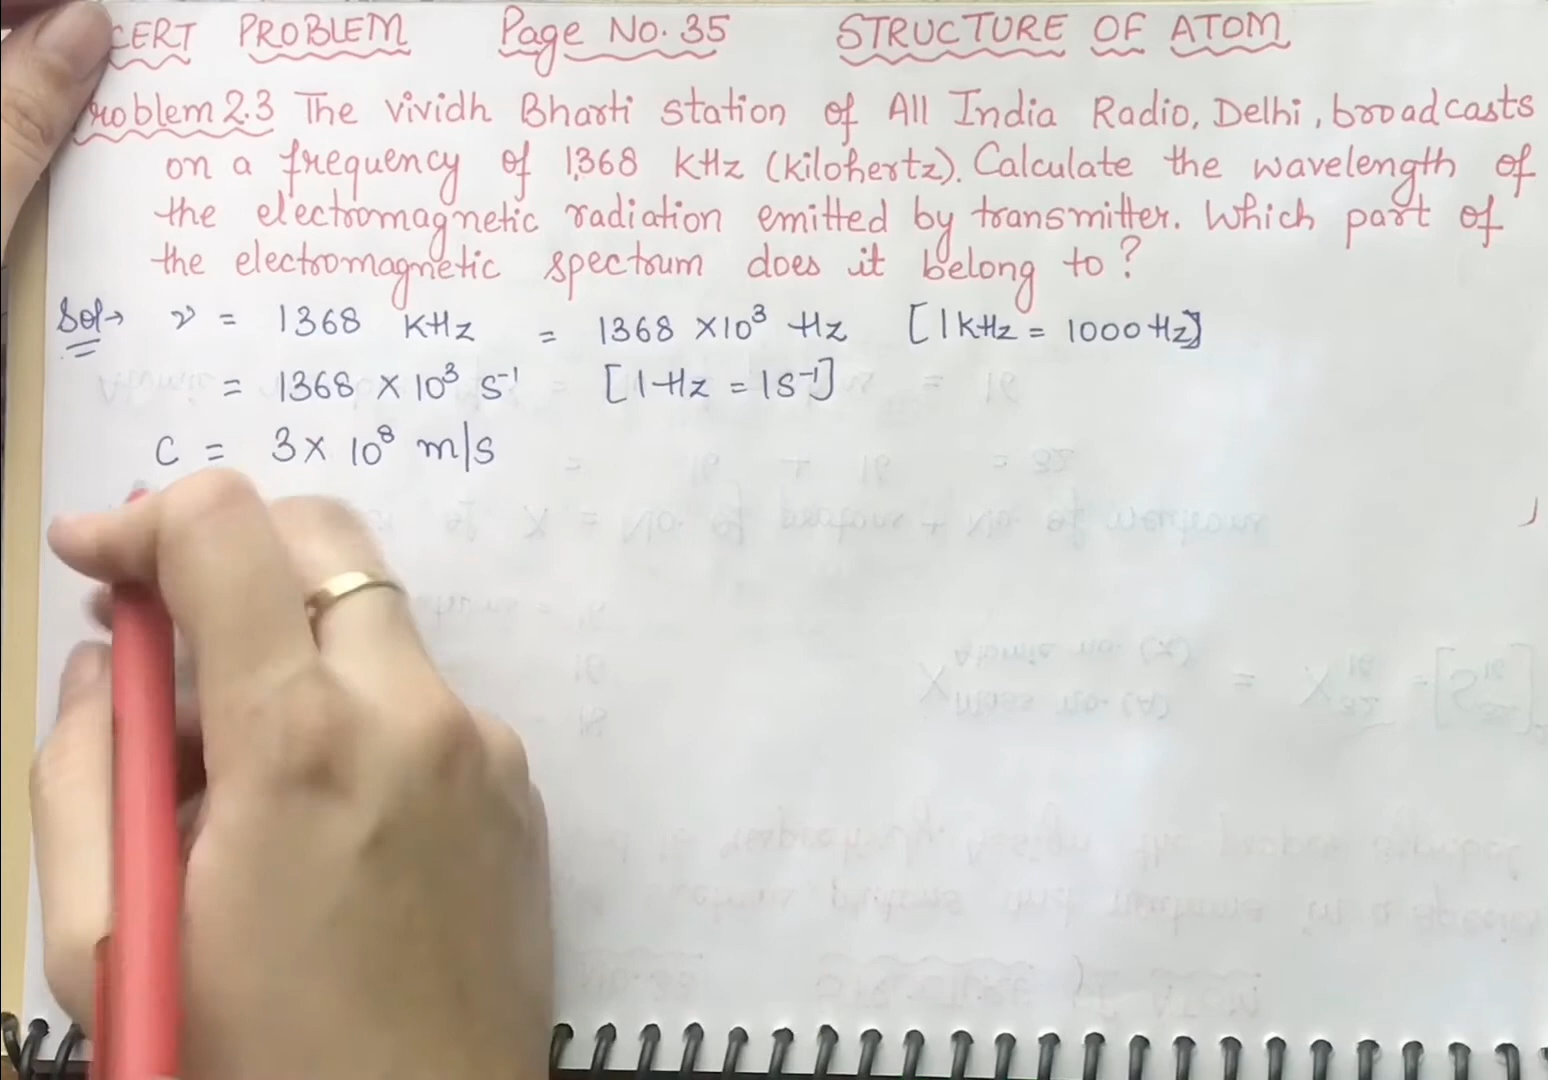 CERT PROBLEM Page No. 35 STRUCTURE OF ATOM
roblem 2.3 The vividh Bharti station of All India Radio, Delhi, broadcasts
on a frequency of 1,368 KHz (kilohertz). Calculate the wavelength of
the electromagnetic radiation emitted by transmitter. Which part of
the electromagnetic spectrum does it belong to?
Sol→ ν = 1368 KHz = 1368 ×10³ Hz [1 KHz = 1000 Hz]
= 1368 × 10³ S⁻¹ [1 Hz = 1 S⁻¹]
C = 3 × 10⁸ m/s